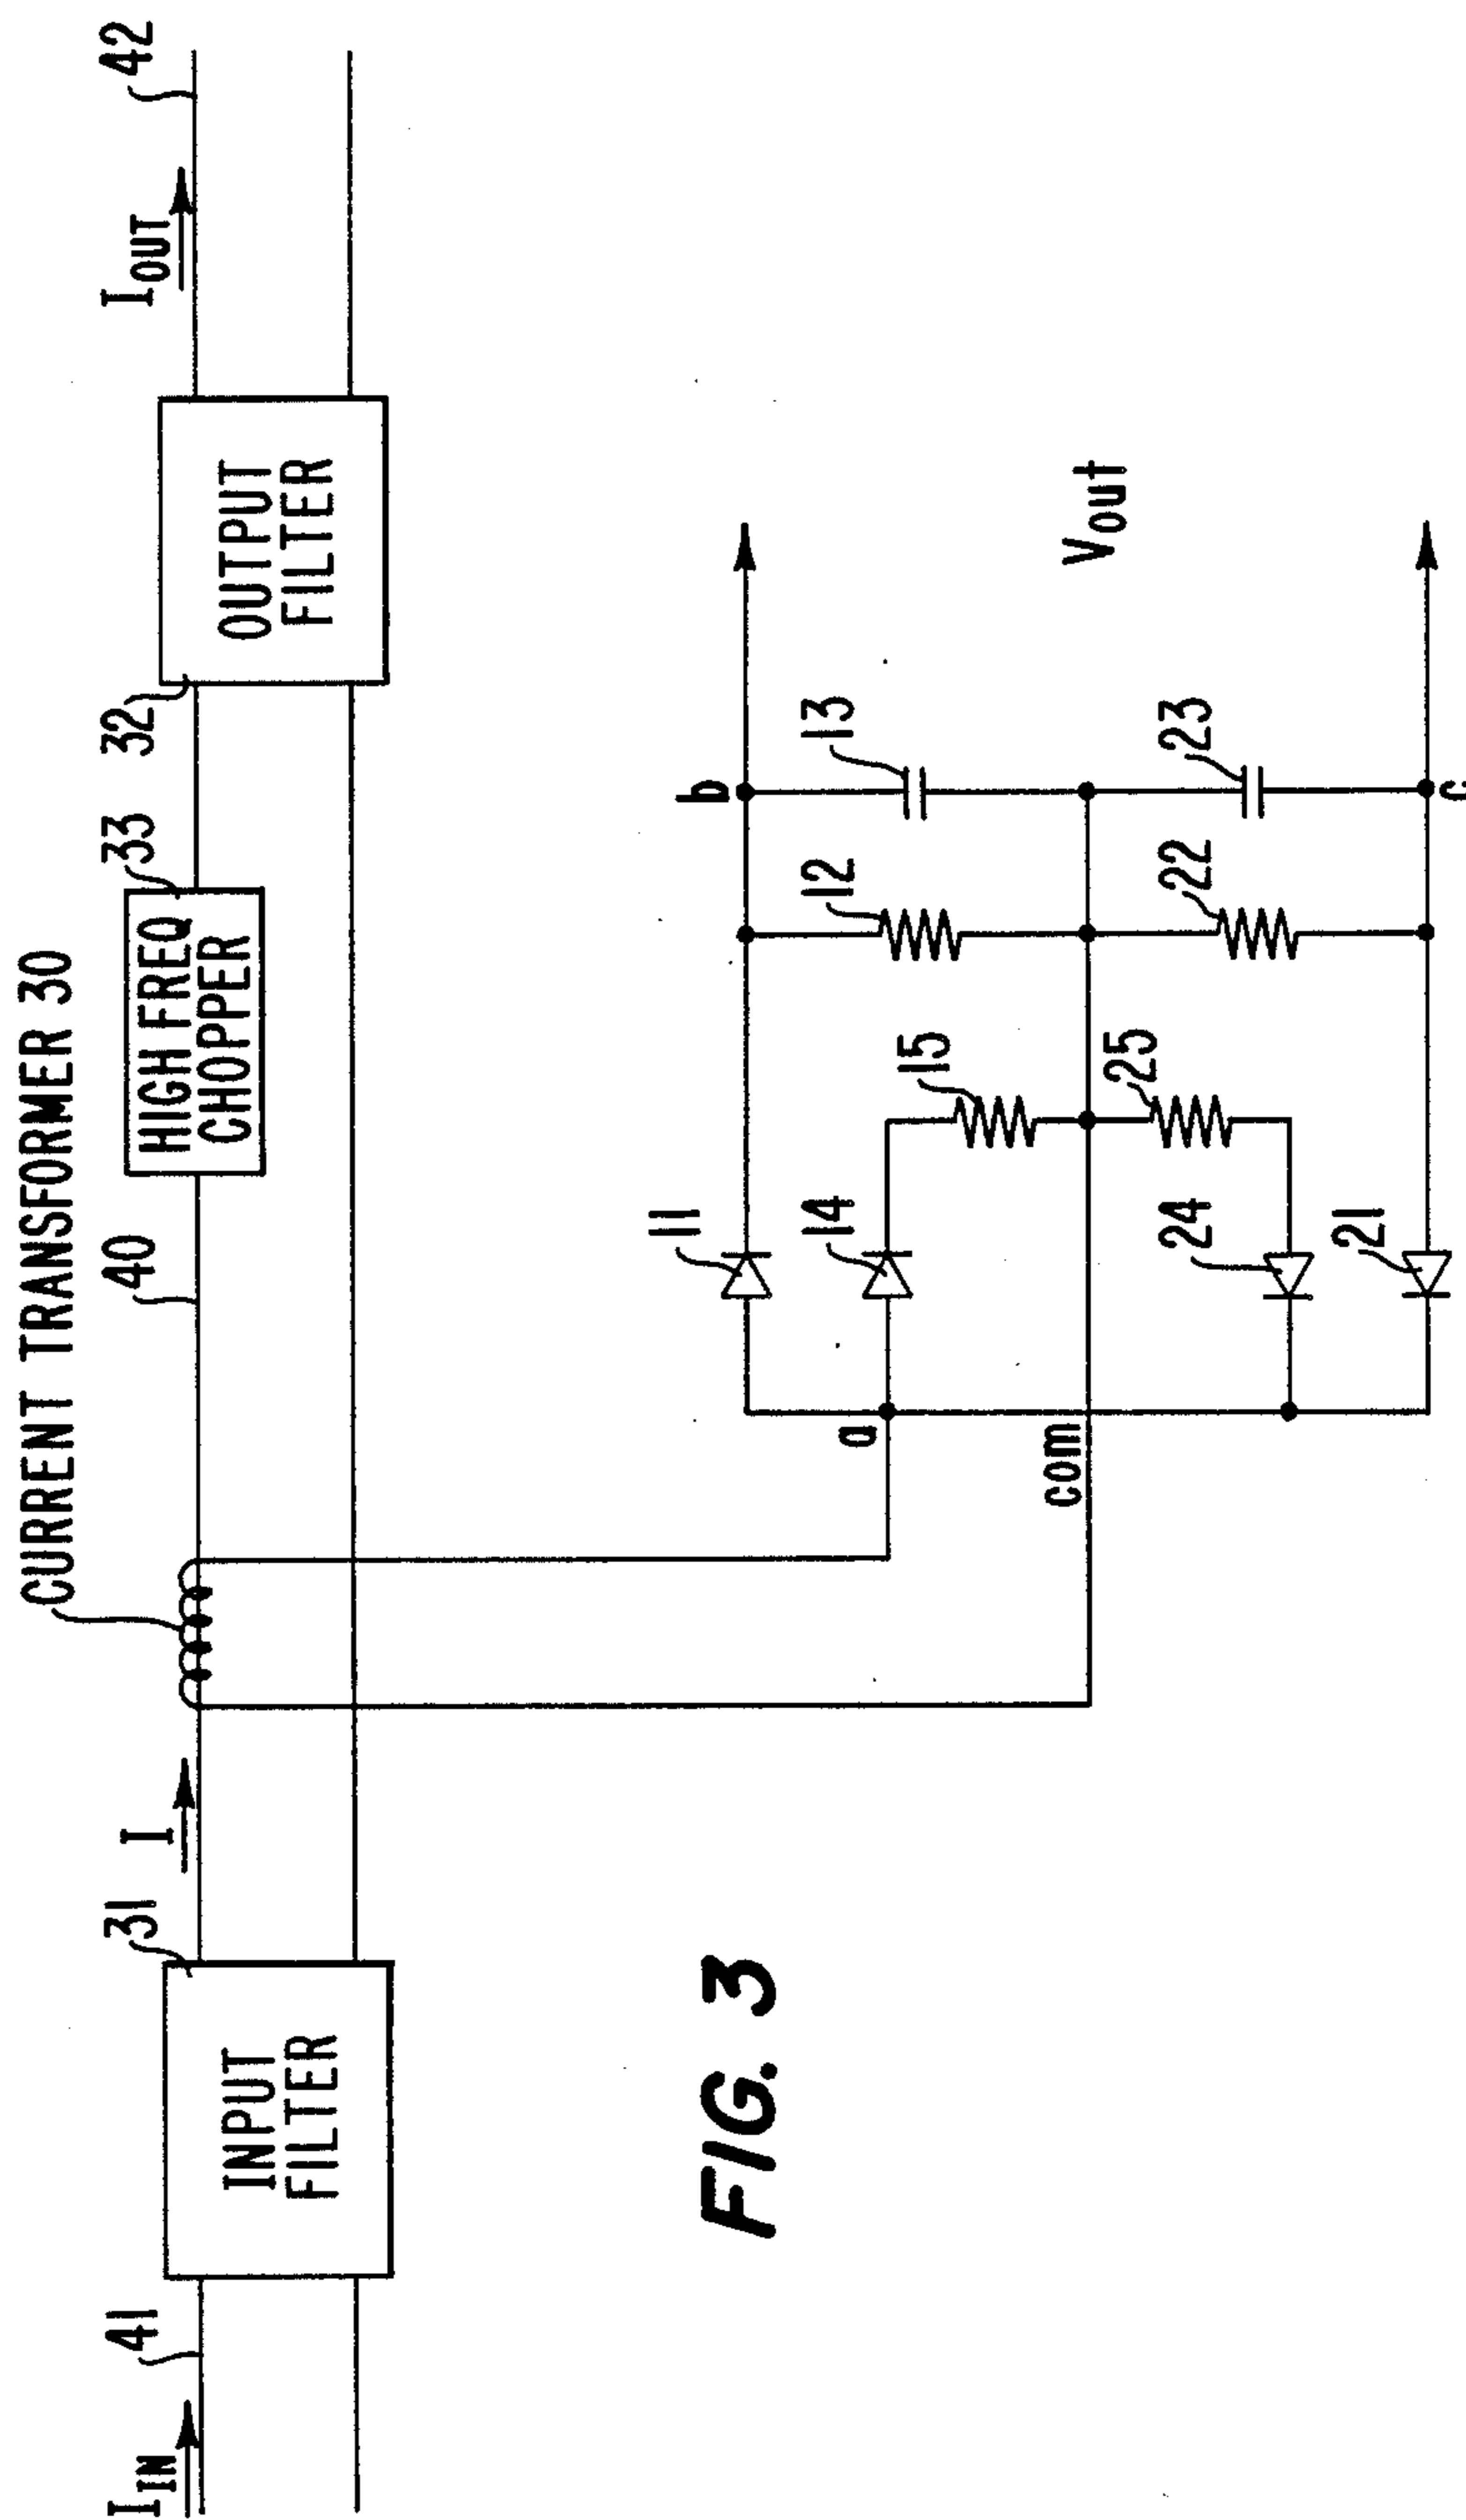 CURRENT TRANSFORMER 30
I_IN
41
31
INPUT
FILTER
I
40
33
HIGH FREQ
CHOPPER
32
OUTPUT
FILTER
I_OUT
42
11
b
a
14
15
12
13
com
25
Vout
24
22
23
21
c
FIG. 3